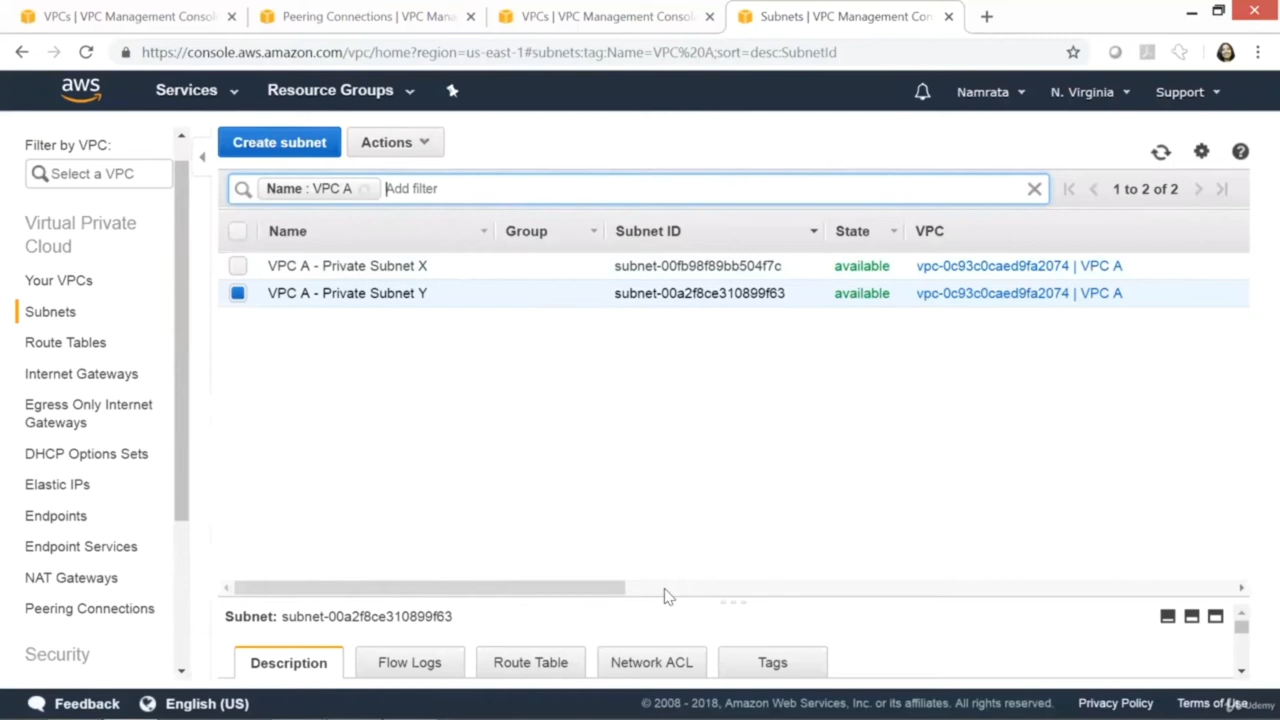 VPCs | VPC Management Consol
Peering Connections | VPC Mana
VPCs | VPC Management Consol
Subnets | VPC Management Con
https://console.aws.amazon.com/vpc/home?region=us-east-1#subnets:tag:Name=VPC%20A;sort=desc:SubnetId
aws
Services
Resource Groups
Namrata
N. Virginia
Support
Filter by VPC:
Select a VPC
Virtual Private
Cloud
Your VPCs
Subnets
Route Tables
Internet Gateways
Egress Only Internet
Gateways
DHCP Options Sets
Elastic IPs
Endpoints
Endpoint Services
NAT Gateways
Peering Connections
Security
Create subnet
Actions
Name : VPC A
Add filter
1 to 2 of 2
Name Group Subnet ID State VPC
VPC A - Private Subnet X subnet-00fb98f89bb504f7c available vpc-0c93c0caed9fa2074 | VPC A
VPC A - Private Subnet Y subnet-00a2f8ce310899f63 available vpc-0c93c0caed9fa2074 | VPC A
Subnet: subnet-00a2f8ce310899f63
Description
Flow Logs
Route Table
Network ACL
Tags
Feedback
English (US)
© 2008 - 2018, Amazon Web Services, Inc. or its affiliates. All rights reserved.
Privacy Policy
Terms of Use
Udemy